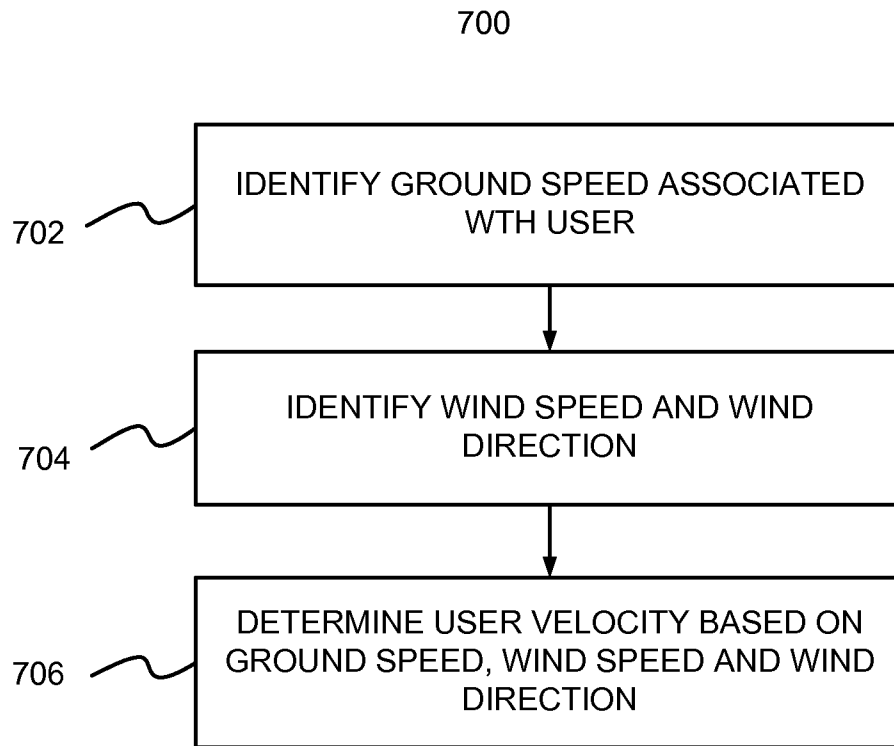 700
IDENTIFY GROUND SPEED ASSOCIATED
WTH USER
702
IDENTIFY WIND SPEED AND WIND
DIRECTION
704
DETERMINE USER VELOCITY BASED ON
GROUND SPEED, WIND SPEED AND WIND
DIRECTION
706